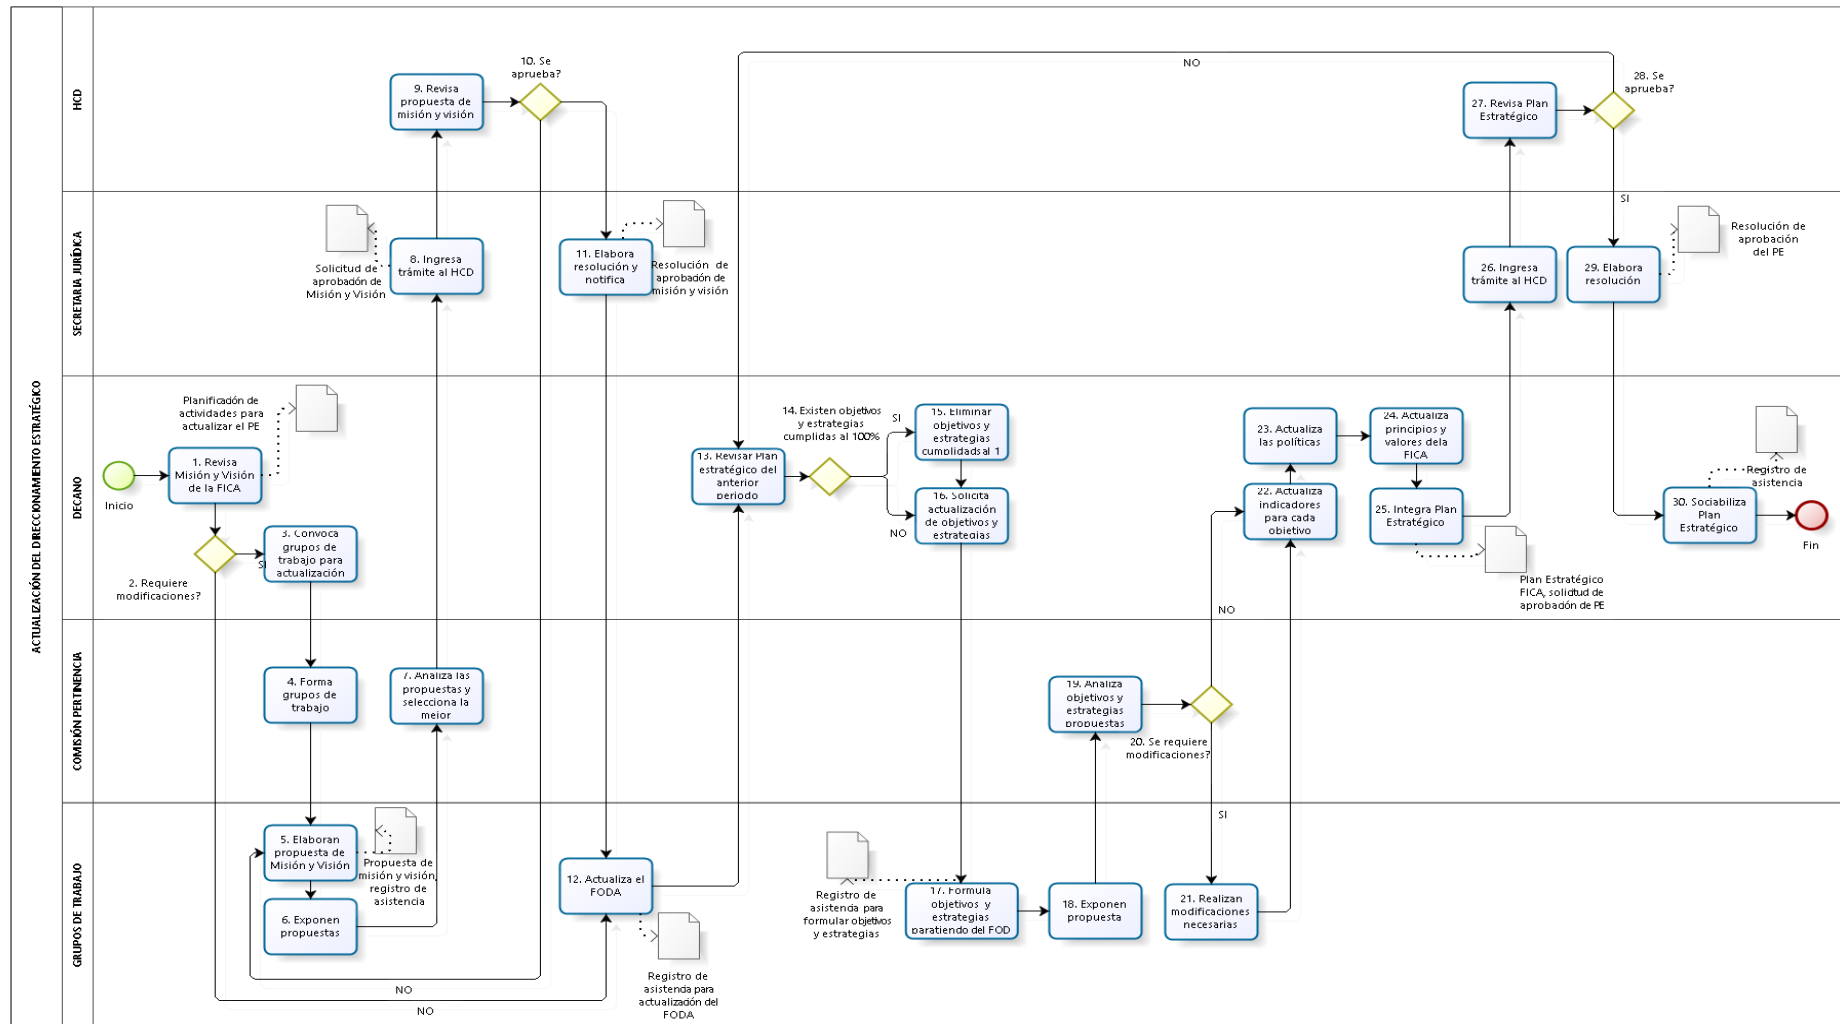 ACTUALIZACIÓN DEL DIRECCIONAMIENTO ESTRATÉGICO
HCD
9. Revisa
propuesta de
misión y visión
10. Se
aprueba?
NO
27. Revisa Plan
Estratégico
28. Se
aprueba?
SECRETARIA JURÍDICA
Solicitud de
aprobación de
Misión y Visión
8. Ingresa
trámite al HCD
11. Elabora
resolución y
notifica
Resolución de
aprobación de
misión y visión
26. Ingresa
trámite al HCD
SI
29. Elabora
resolución
Resolución de
aprobación
del PE
DECANO
Inicio
Planificación de
actividades para
actualizar el PE
1. Revisa
Misión y Visión
de la FICA
2. Requiere
modificaciones?
SI
3. Convoca
grupos de
trabajo para
actualización
13. Revisar Plan
estratégico del
anterior
periodo
14. Existen objetivos
y estrategias
cumplidas al 100%
SI
NO
15. Eliminar
objetivos y
estrategias
cumplidads al 1
16. Solicita
actualización
de objetivos y
estrategias
22. Actualiza
indicadores
para cada
objetivo
23. Actualiza
las políticas
24. Actualiza
principios y
valores dela
FICA
25. Integra Plan
Estratégico
Plan Estratégico
FICA, solicitud de
aprobación de PE
Registro de
asistencia
30. Sociabiliza
Plan
Estratégico
Fin
NO
COMISIÓN PERTINENCIA
4. Forma
grupos de
trabajo
7. Analiza las
propuestas y
selecciona la
mejor
19. Analiza
objetivos y
estrategias
propuestas
20. Se requiere
modificaciones?
GRUPOS DE TRABAJO
5. Elaboran
propuesta de
Misión y Visión
Propuesta de
misión y visión,
registro de
asistencia
6. Exponen
propuestas
NO
NO
12. Actualiza el
FODA
Registro de
asistencia para
actualización del
FODA
Registro de
asistencia para
formular objetivos
y estrategias
17. Formula
objetivos y
estrategias
paratiendo del FOD
18. Exponen
propuesta
SI
21. Realizan
modificaciones
necesarias